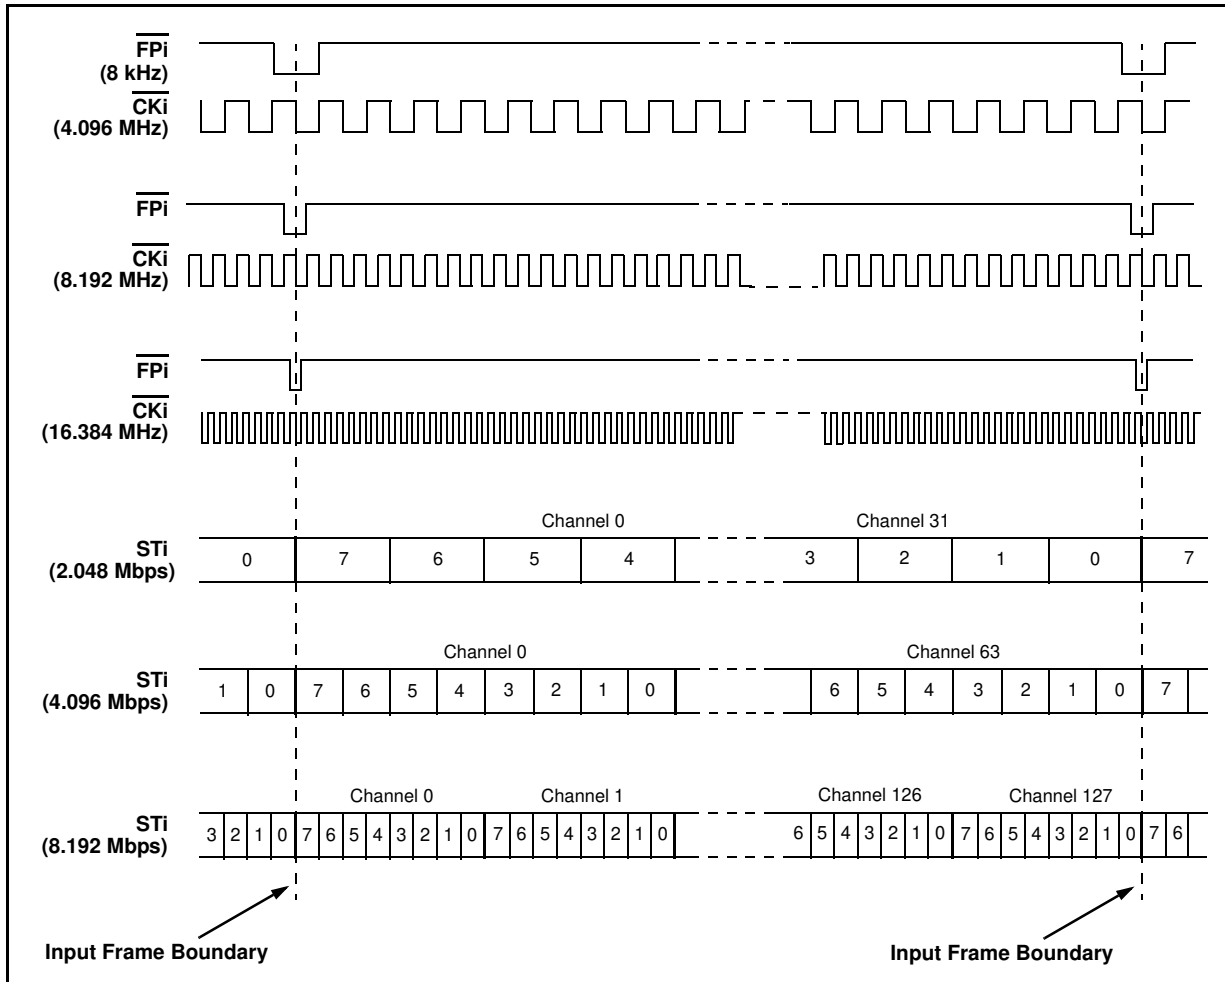 FPi
(8 kHz)
CKi
(4.096 MHz)
FPi
CKi
(8.192 MHz)
FPi
CKi
(16.384 MHz)
Channel 0 Channel 31
STi
(2.048 Mbps)
0 7 6 5 4 3 2 1 0 7
Channel 0 Channel 63
STi
(4.096 Mbps)
1 0 7 6 5 4 3 2 1 0 6 5 4 3 2 1 0 7
Channel 0 Channel 1 Channel 126 Channel 127
STi
(8.192 Mbps)
3 2 1 0 7 6 5 4 3 2 1 0 7 6 5 4 3 2 1 0 6 5 4 3 2 1 0 7 6 5 4 3 2 1 0 7 6
Input Frame Boundary Input Frame Boundary